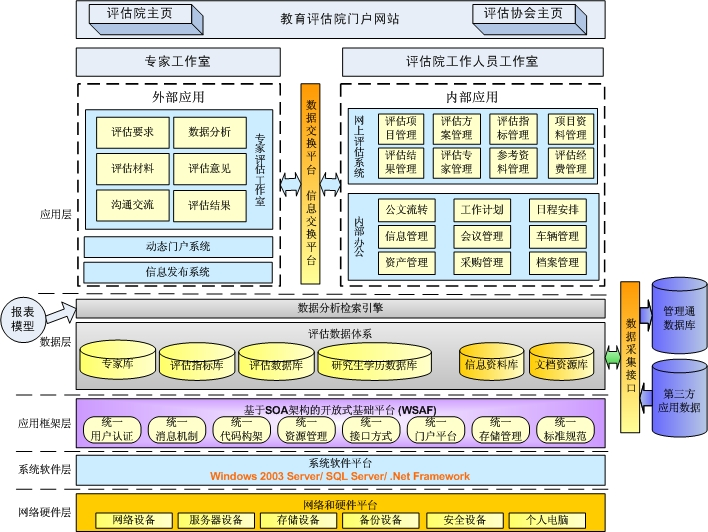 评估院主页
教育评估院门户网站
评估协会主页
专家工作室
评估院工作人员工作室
外部应用
评估要求
数据分析
评估材料
评估意见
沟通交流
评估结果
专家评估工作室
动态门户系统
信息发布系统
数据交换平台 信息交换平台
内部应用
网上评估系统
评估项
目管理
评估方
案管理
评估指
标管理
项目资
料管理
评估结
果管理
评估专
家管理
参考资
料管理
评估经
费管理
内部办公
公文流转
工作计划
日程安排
信息管理
会议管理
车辆管理
资产管理
采购管理
档案管理
应用层
报表
模型
数据分析检索引擎
数据层
评估数据体系
专家库
评估指标库
评估数据库
研究生学历数据库
信息资料库
文档资源库
数据采集接口
管理通
数据库
第三方
应用数据
应用框架层
基于SOA架构的开放式基础平台 (WSAF)
统一
用户认证
统一
消息机制
统一
代码构架
统一
资源管理
统一
接口方式
统一
门户平台
统一
存储管理
统一
标准规范
系统软件层
系统软件平台
Windows 2003 Server/ SQL Server/ .Net Framework
网络硬件层
网络和硬件平台
网络设备
服务器设备
存储设备
备份设备
安全设备
个人电脑